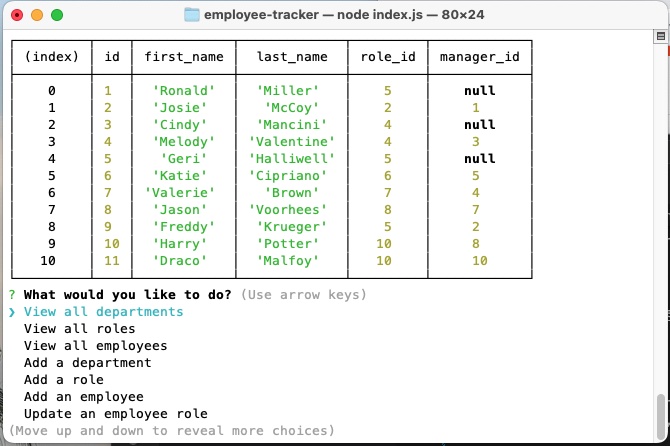 employee-tracker — node index.js — 80×24
(index) id first_name last_name role_id manager_id
0 1 'Ronald' 'Miller' 5 null
1 2 'Josie' 'McCoy' 2 1
2 3 'Cindy' 'Mancini' 4 null
3 4 'Melody' 'Valentine' 4 3
4 5 'Geri' 'Halliwell' 5 null
5 6 'Katie' 'Cipriano' 6 5
6 7 'Valerie' 'Brown' 7 4
7 8 'Jason' 'Voorhees' 8 7
8 9 'Freddy' 'Krueger' 5 2
9 10 'Harry' 'Potter' 10 8
10 11 'Draco' 'Malfoy' 10 10
? What would you like to do? (Use arrow keys)
❯ View all departments
View all roles
View all employees
Add a department
Add a role
Add an employee
Update an employee role
(Move up and down to reveal more choices)